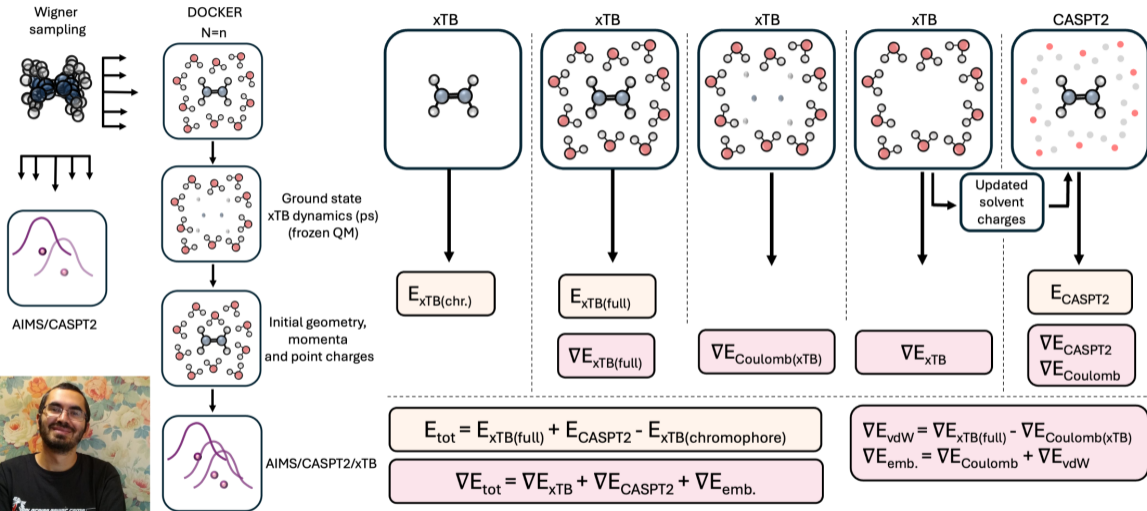 Wigner
sampling
AIMS/CASPT2
DOCKER
N=n
Ground state
xTB dynamics (ps)
(frozen QM)
Initial geometry,
momenta
and point charges
AIMS/CASPT2/xTB
xTB
xTB
xTB
xTB
CASPT2
Updated
solvent
charges
E_xTB(chr.)
E_xTB(full)
∇E_xTB(full)
∇E_Coulomb(xTB)
∇E_xTB
E_CASPT2
∇E_CASPT2
∇E_Coulomb
E_tot = E_xTB(full) + E_CASPT2 - E_xTB(chromophore)
∇E_tot = ∇E_xTB + ∇E_CASPT2 + ∇E_emb.
∇E_vdW = ∇E_xTB(full) - ∇E_Coulomb(xTB)
∇E_emb. = ∇E_Coulomb + ∇E_vdW